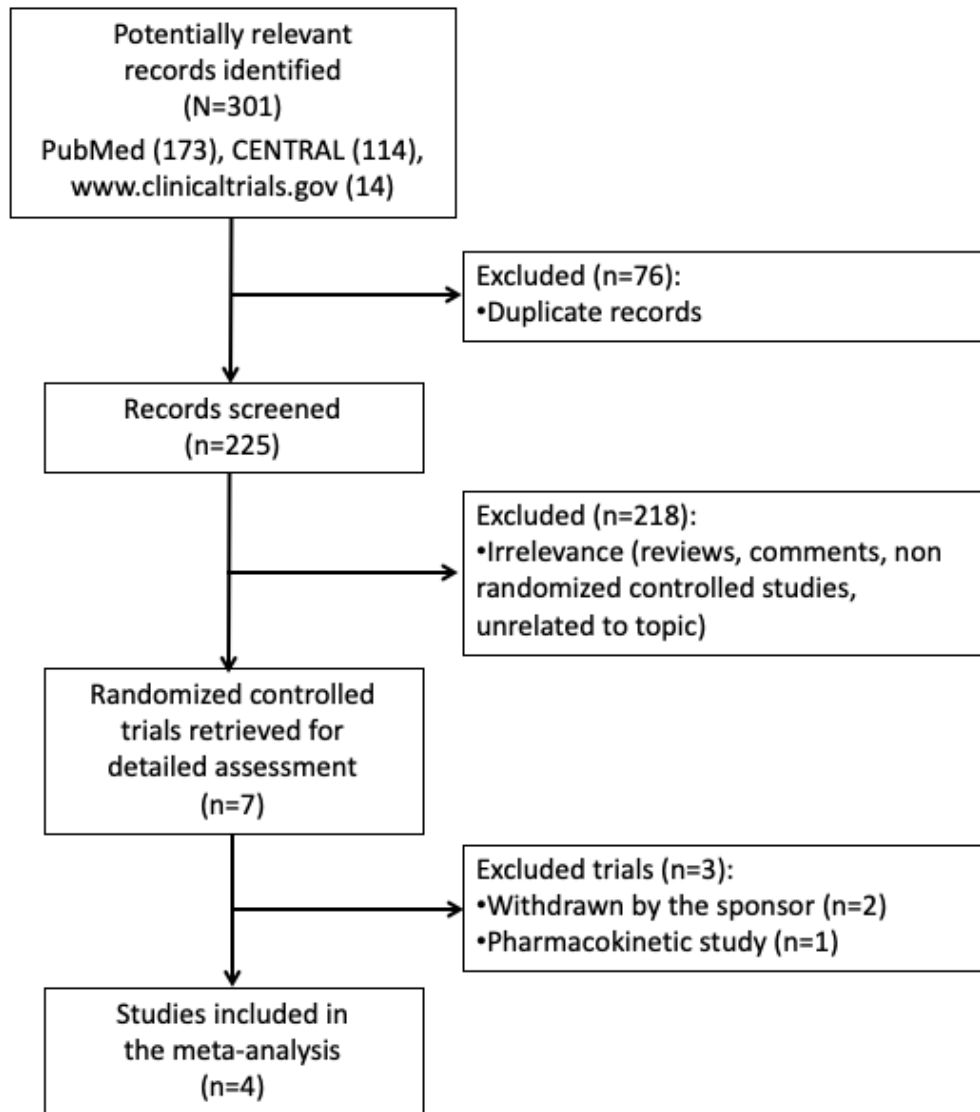 Potentially relevant
records identified
(N=301)
PubMed (173), CENTRAL (114),
www.clinicaltrials.gov (14)
Excluded (n=76):
•Duplicate records
Records screened
(n=225)
Excluded (n=218):
•Irrelevance (reviews, comments, non
randomized controlled studies,
unrelated to topic)
Randomized controlled
trials retrieved for
detailed assessment
(n=7)
Excluded trials (n=3):
•Withdrawn by the sponsor (n=2)
•Pharmacokinetic study (n=1)
Studies included in
the meta-analysis
(n=4)